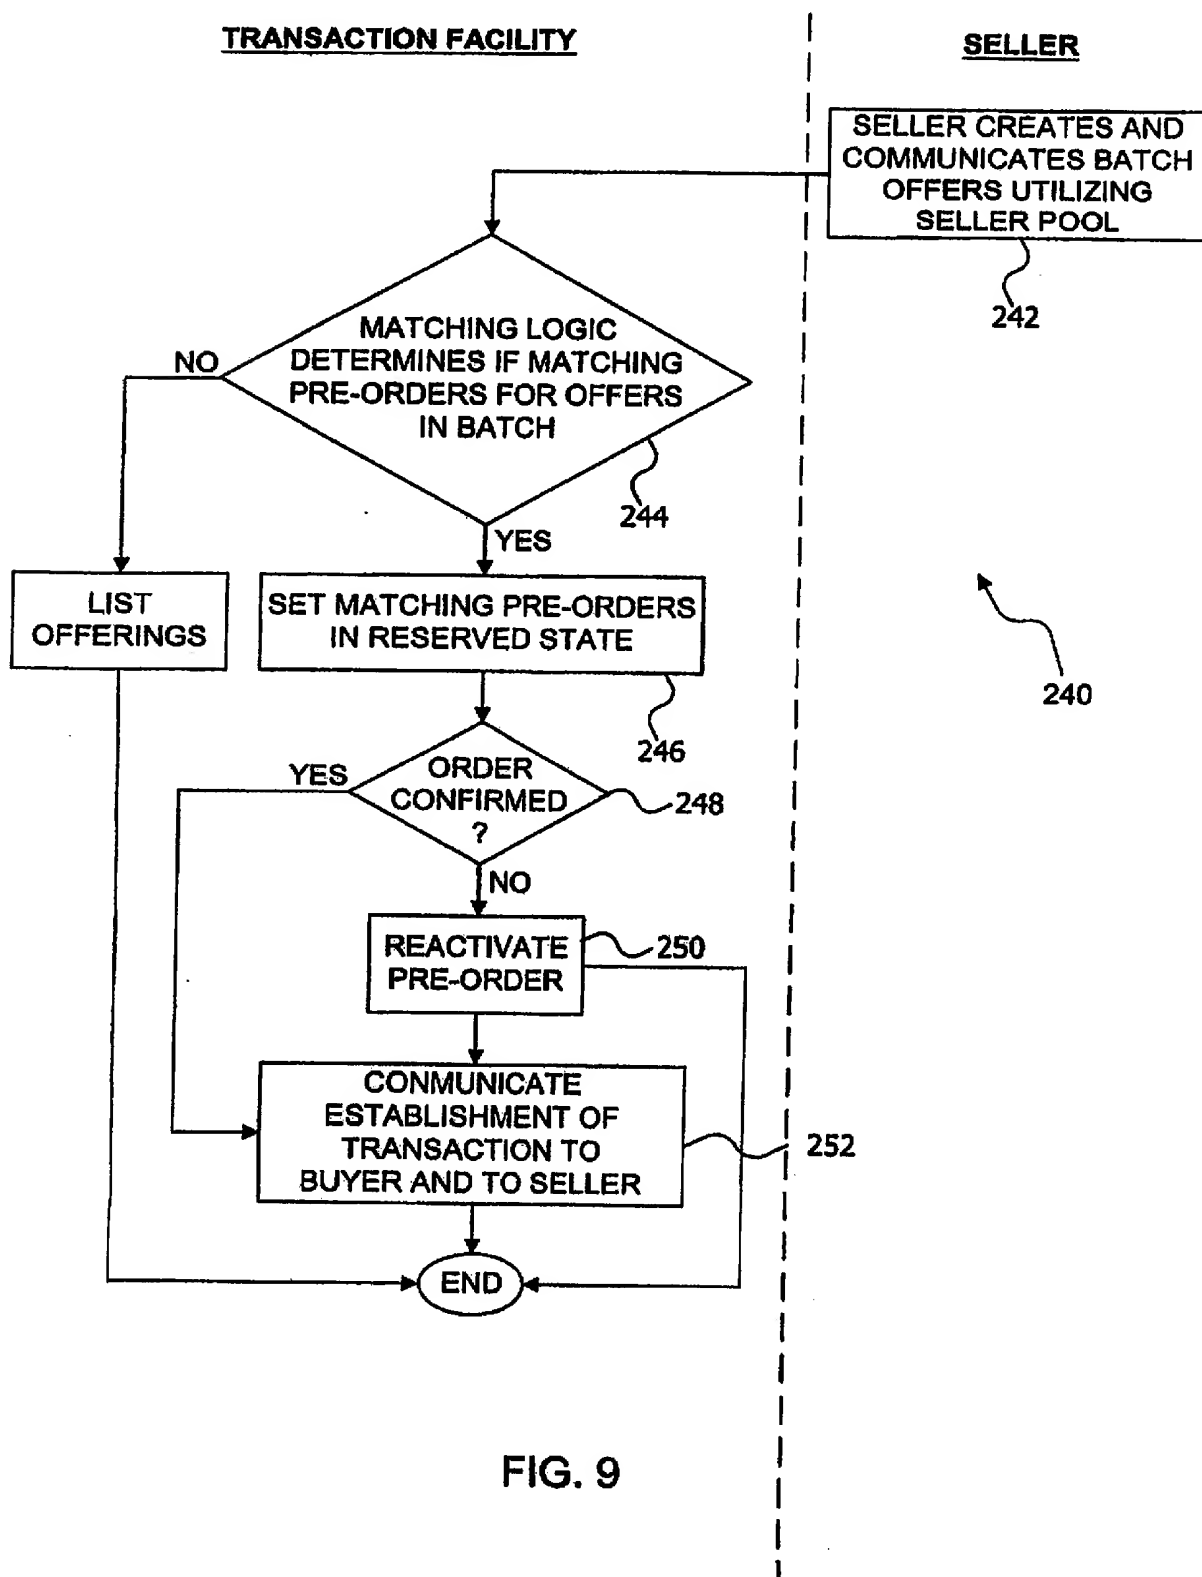 TRANSACTION FACILITY
SELLER
SELLER CREATES AND
COMMUNICATES BATCH
OFFERS UTILIZING
SELLER POOL
242
MATCHING LOGIC
DETERMINES IF MATCHING
PRE-ORDERS FOR OFFERS
IN BATCH
NO
244
YES
LIST
OFFERINGS
SET MATCHING PRE-ORDERS
IN RESERVED STATE
240
246
YES
ORDER
CONFIRMED
?
248
NO
REACTIVATE
PRE-ORDER
250
CONMUNICATE
ESTABLISHMENT OF
TRANSACTION TO
BUYER AND TO SELLER
252
END
FIG. 9